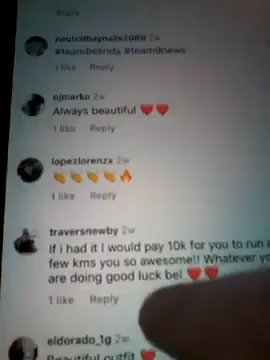 Reply
neutralbaynails2089 2w
#teambelinda #team9news
1 like Reply
ojmarko 2w
Always beautiful ❤️❤️
1 like Reply
lopezlorenzx 2w
👏👏👏👏🔥
1 like Reply
traversnewby 2w
If i had it I would pay 10k for you to run a
few kms you so awesome!! Whatever yo
are doing good luck bel ❤️❤️
1 like Reply
eldorado_1g 2w
Beautiful outfit ❤️